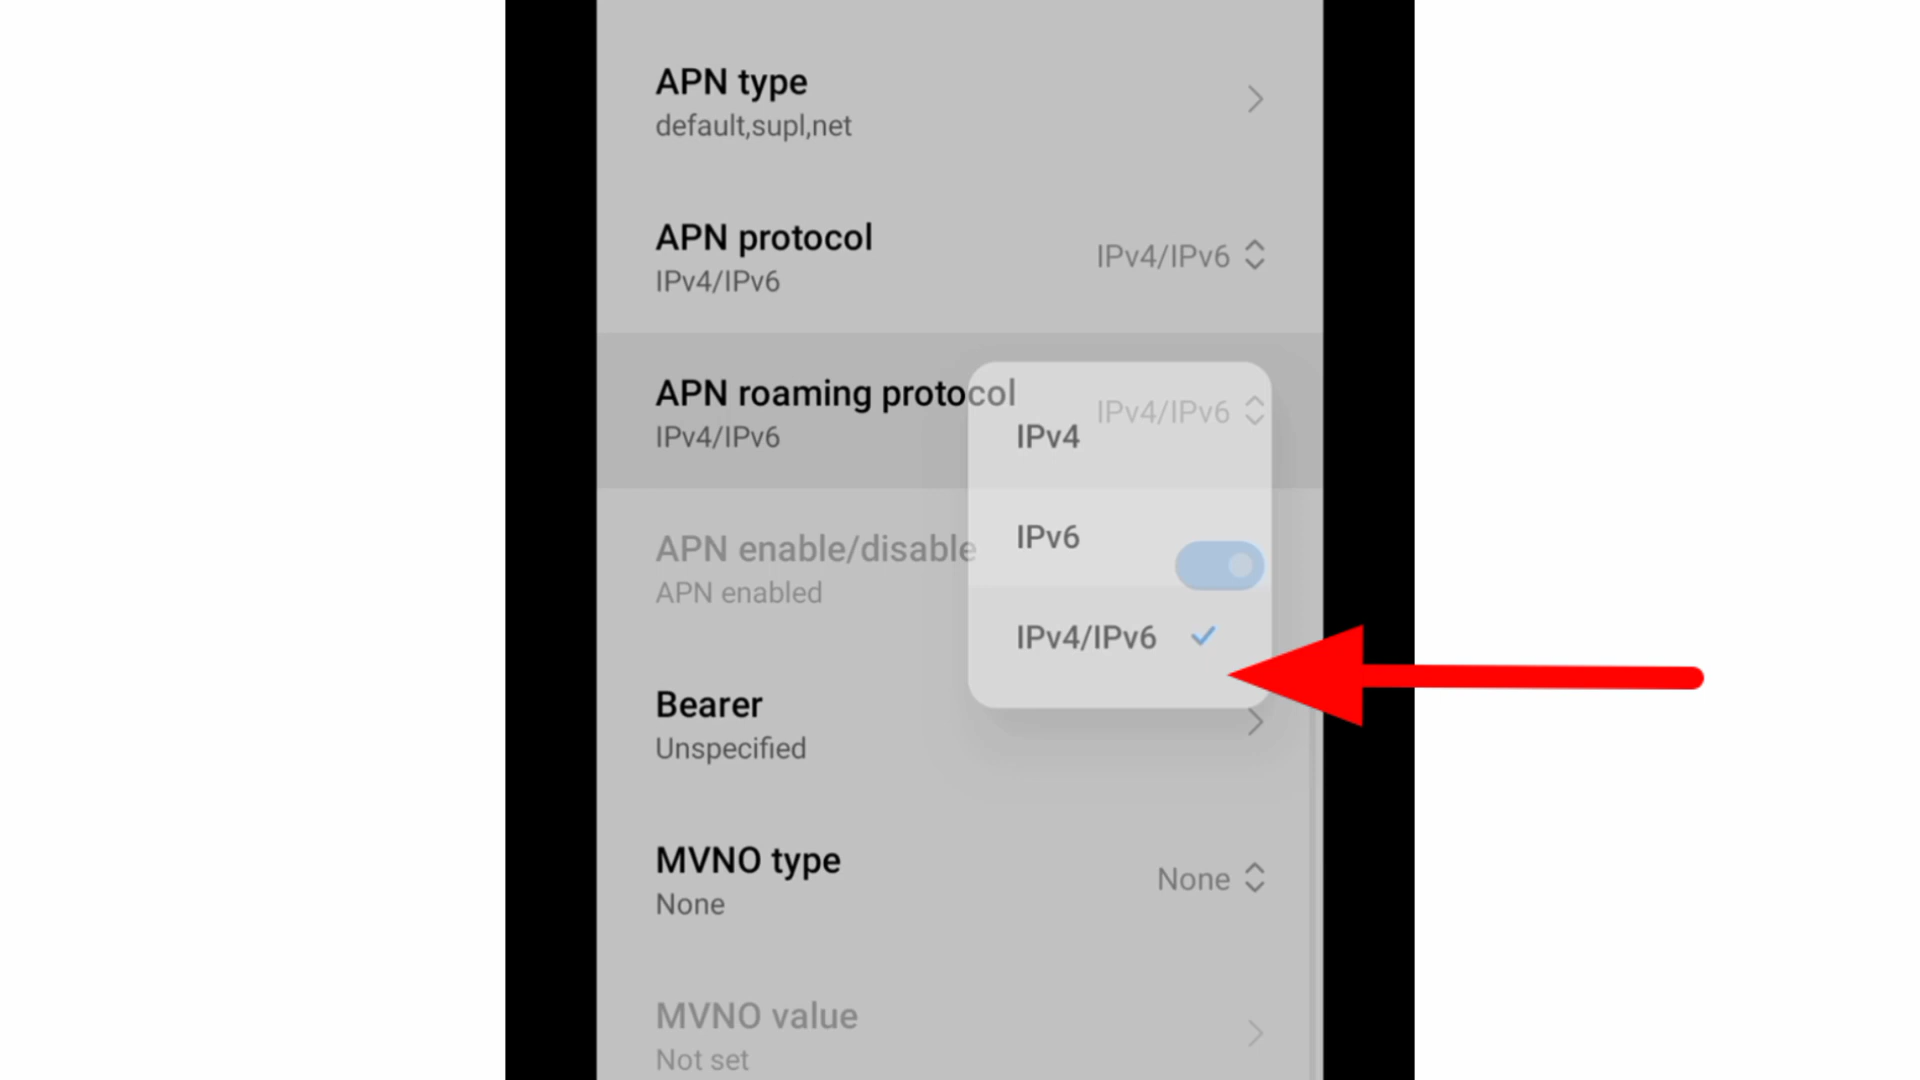 APN type
default,supl,net
APN protocol
IPv4/IPv6
IPv4/IPv6
APN roaming protocol
IPv4/IPv6
IPv4/IPv6
IPv4
IPv6
IPv4/IPv6
APN enable/disable
APN enabled
Bearer
Unspecified
MVNO type
None
None
MVNO value
Not set